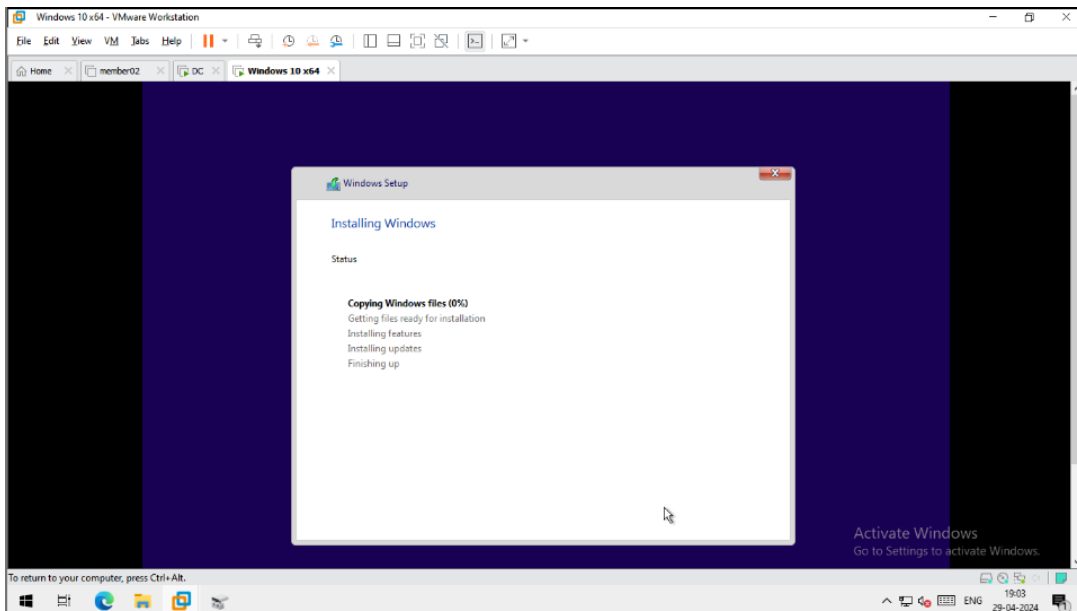 Windows 10 x64 - VMware Workstation
File Edit View VM Tabs Help
Home member02 DC Windows 10 x64
Windows Setup
Installing Windows
Status
Copying Windows files (0%)
Getting files ready for installation
Installing features
Installing updates
Finishing up
Activate Windows
Go to Settings to activate Windows.
To return to your computer, press Ctrl+Alt.
ENG
19:03
29-04-2024